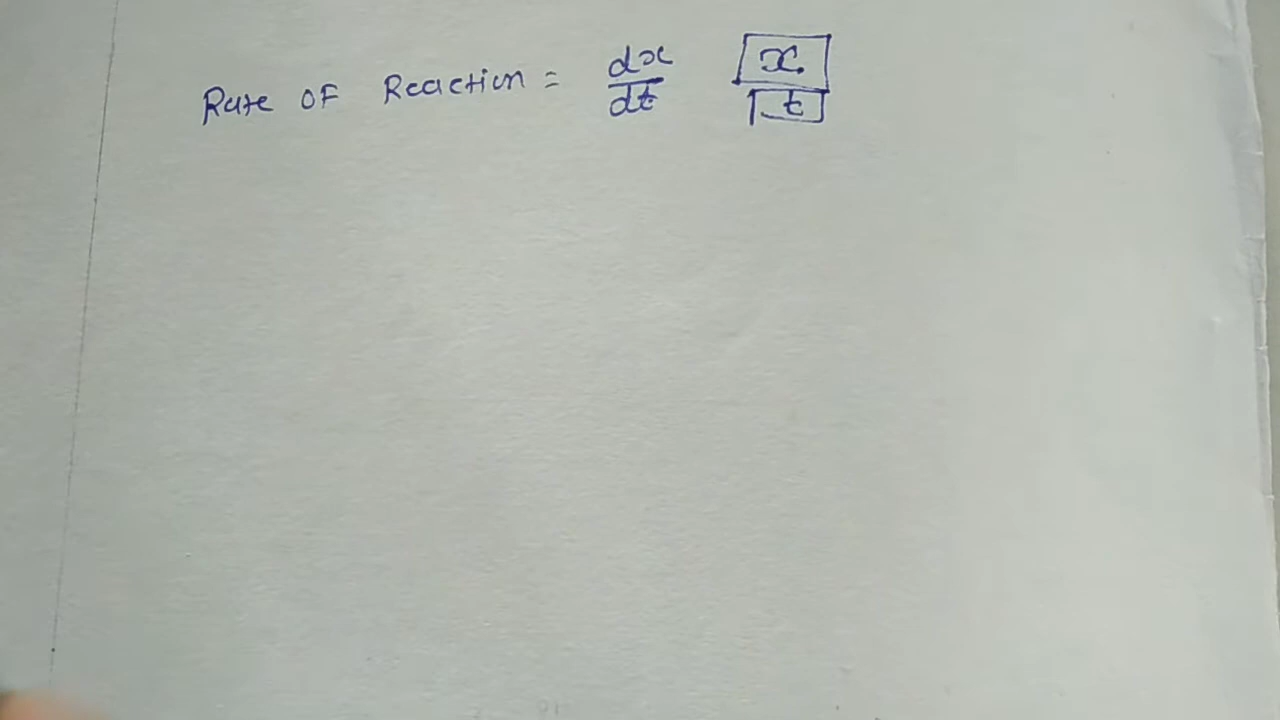 Rate OF Reaction = dx/dt x/t